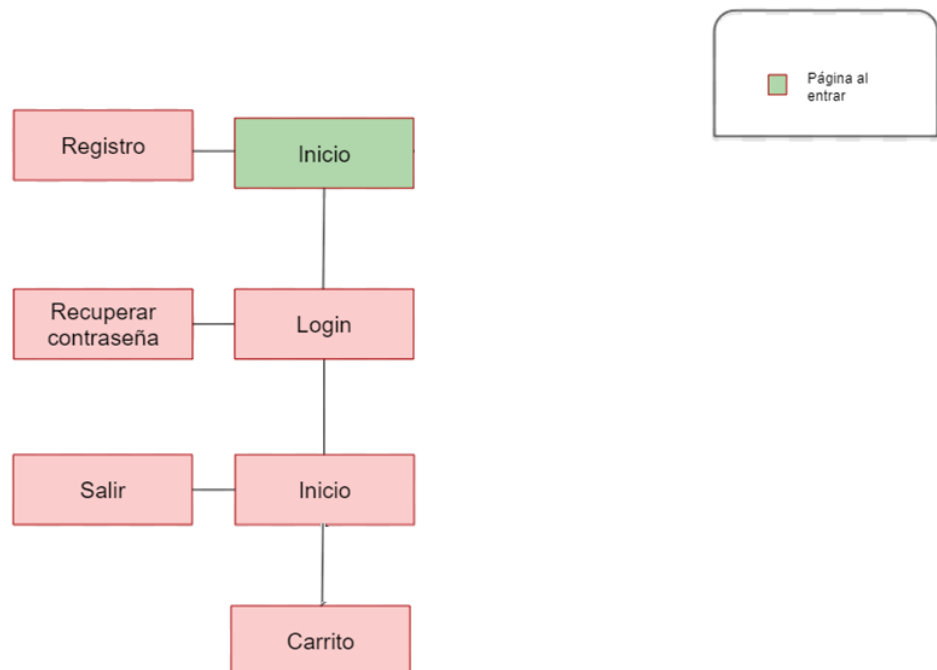 Página al
entrar
Registro
Inicio
Recuperar
contraseña
Login
Salir
Inicio
Carrito